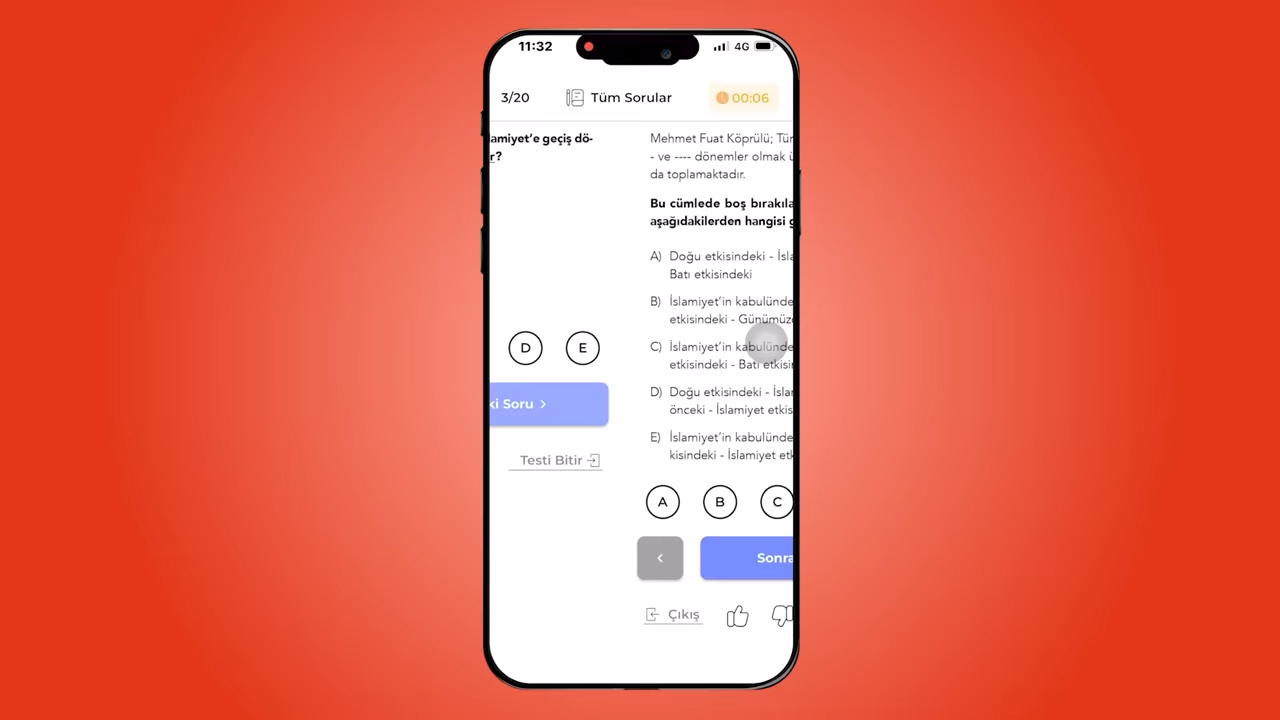 11:32
4G
3/20
Tüm Sorular
00:06
amiyet'e geçiş dö-
r?
D
E
ki Soru >
Testi Bitir
Mehmet Fuat Köprülü; Tür
- ve ---- dönemler olmak ü
da toplamaktadır.
Bu cümlede boş bırakıla
aşağıdakilerden hangisi g
A) Doğu etkisindeki - İsla
Batı etkisindeki
B) İslamiyet'in kabulünde
etkisindeki - Günümüze
C) İslamiyet'in kabulünde
etkisindeki - Batı etkisin
D) Doğu etkisindeki - İslar
önceki - İslamiyet etkis
E) İslamiyet'in kabulünde
kisindeki - İslamiyet etk
A
B
C
<
Sonra
Çıkış